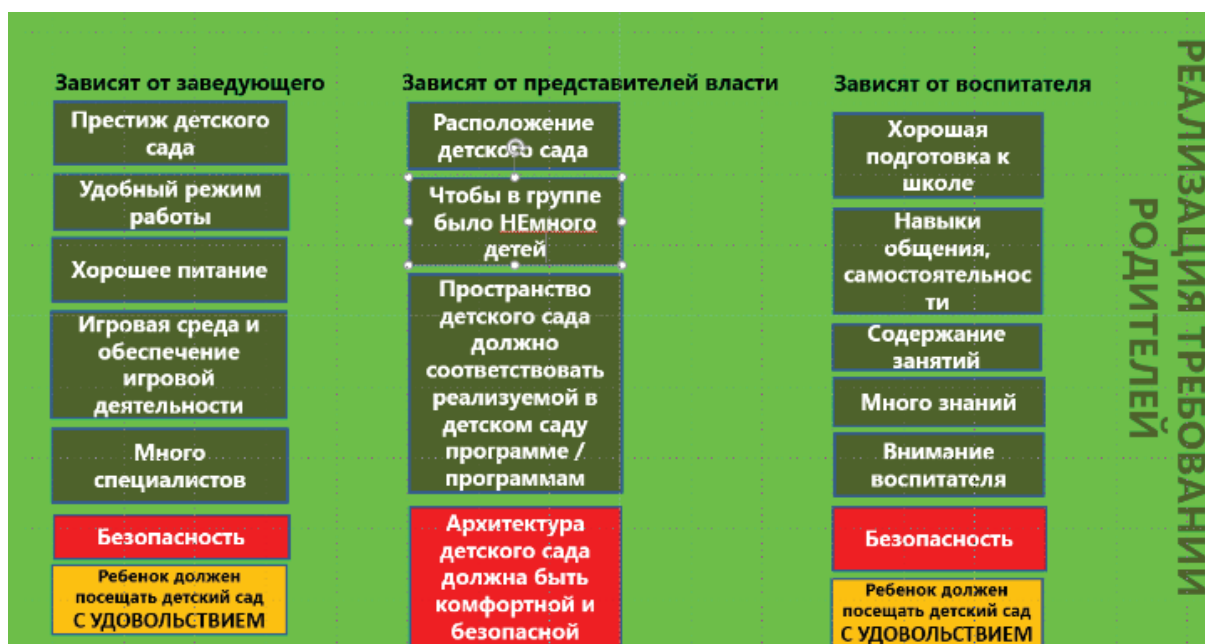 Зависят от заведующего
Престиж детского
сада
Удобный режим
работы
Хорошее питание
Игровая среда и
обеспечение
игровой
деятельности
Много
специалистов
Безопасность
Ребенок должен
посещать детский сад
С УДОВОЛЬСТВИЕМ
Зависят от представителей власти
Расположение
детского сада
Чтобы в группе
было НЕмного
детей
Пространство
детского сада
должно
соответствовать
реализуемой в
детском саду
программе /
программам
Архитектура
детского сада
должна быть
комфортной и
безопасной
Зависят от воспитателя
Хорошая
подготовка к
школе
Навыки
общения,
самостоятельнос
ти
Содержание
занятий
Много знаний
Внимание
воспитателя
Безопасность
Ребенок должен
посещать детский сад
С УДОВОЛЬСТВИЕМ
РЕАЛИЗАЦИЯ ТРЕБОВАНИИ
РОДИТЕЛЕЙ